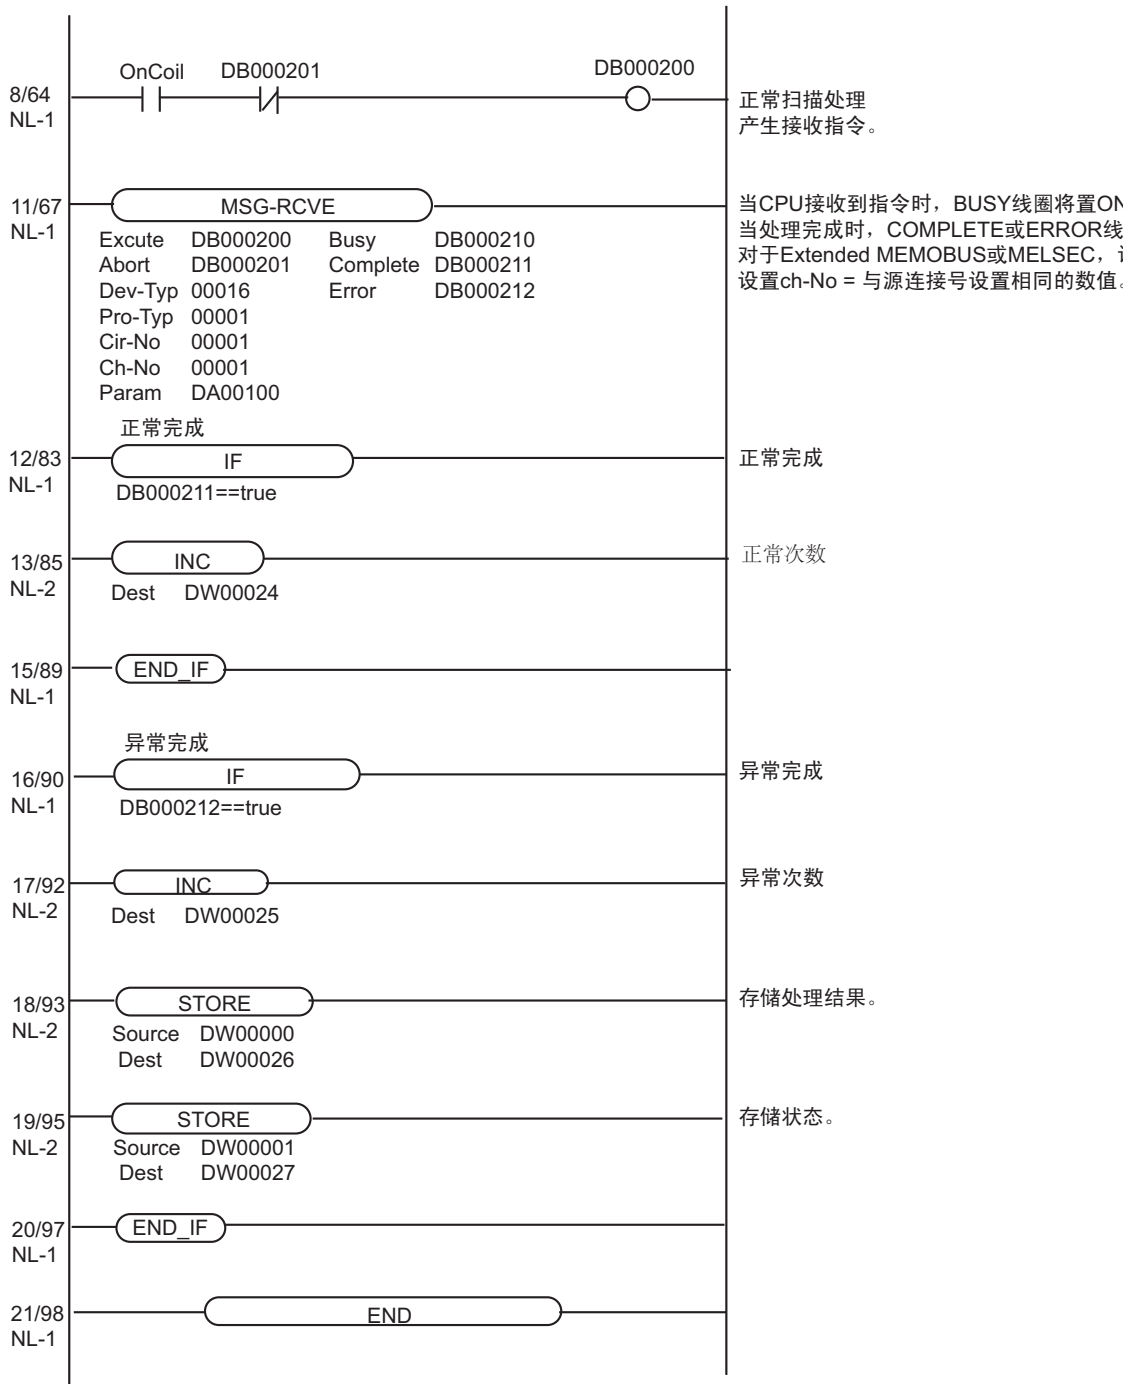 OnCoil DB000201 DB000200
8/64
NL-1
正常扫描处理
产生接收指令。
11/67
NL-1
MSG-RCVE
Excute DB000200 Busy DB000210
Abort DB000201 Complete DB000211
Dev-Typ 00016 Error DB000212
Pro-Typ 00001
Cir-No 00001
Ch-No 00001
Param DA00100
当CPU接收到指令时，BUSY线圈将置ON
当处理完成时，COMPLETE或ERROR线
对于Extended MEMOBUS或MELSEC，
设置ch-No = 与源连接号设置相同的数值。
正常完成
12/83
NL-1
IF
DB000211==true
正常完成
13/85
NL-2
INC
Dest DW00024
正常次数
15/89
NL-1
END_IF
异常完成
16/90
NL-1
IF
DB000212==true
异常完成
17/92
NL-2
INC
Dest DW00025
异常次数
18/93
NL-2
STORE
Source DW00000
Dest DW00026
存储处理结果。
19/95
NL-2
STORE
Source DW00001
Dest DW00027
存储状态。
20/97
NL-1
END_IF
21/98
NL-1
END